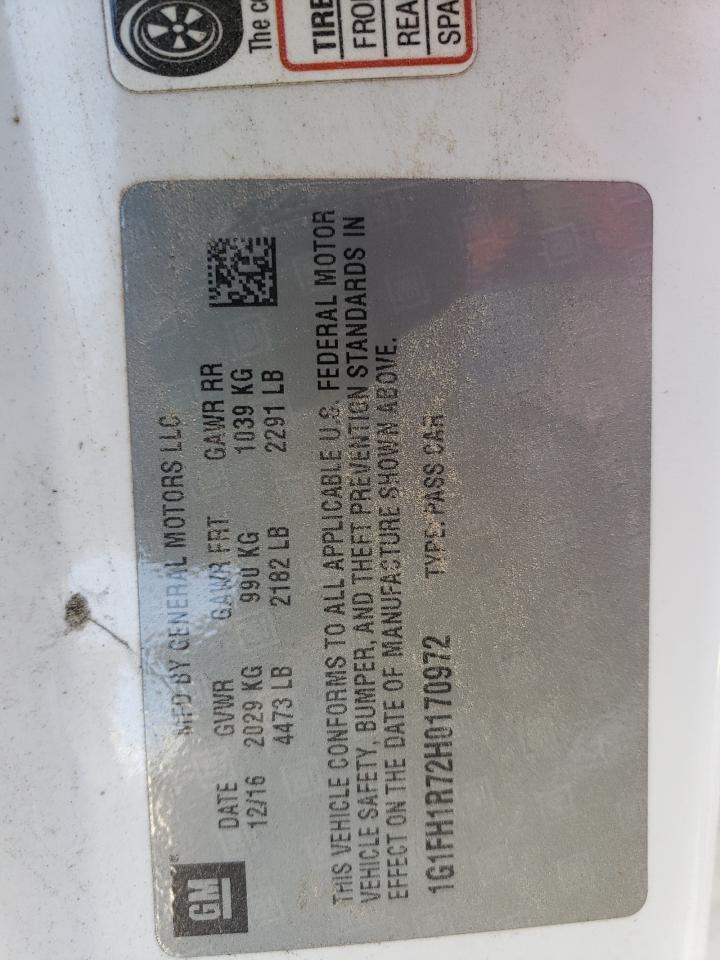 The co
TIRE
FRO
REA
SPA
MFD BY GENERAL MOTORS LLC
GM
DATE GVWR GAWR FRT GAWR RR
12/16 2029 KG 990 KG 1039 KG
4473 LB 2182 LB 2291 LB
THIS VEHICLE CONFORMS TO ALL APPLICABLE U.S. FEDERAL MOTOR
VEHICLE SAFETY, BUMPER, AND THEFT PREVENTION STANDARDS IN
EFFECT ON THE DATE OF MANUFACTURE SHOWN ABOVE.
1G1FH1R72H0170972 TYPE: PASS CAR